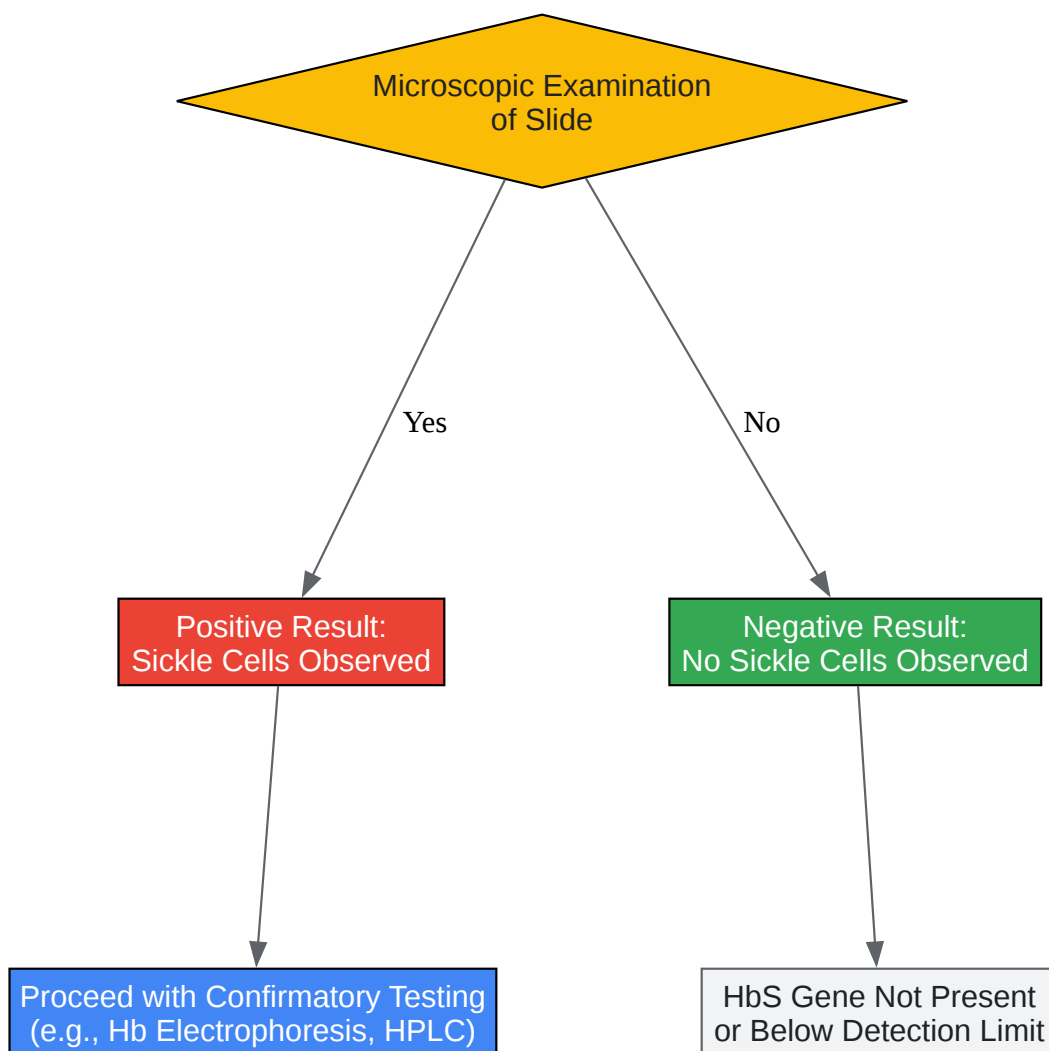 Microscopic Examination
of Slide
Yes
No
Positive Result:
Sickle Cells Observed
Negative Result:
No Sickle Cells Observed
Proceed with Confirmatory Testing
(e.g., Hb Electrophoresis, HPLC)
HbS Gene Not Present
or Below Detection Limit